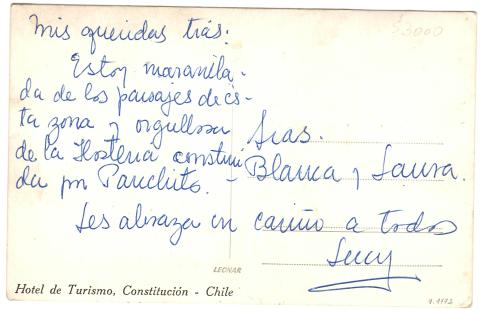 $3000
Mis queridas tías:
Estoy maravilla-
da de los paisajes de es-
ta zona y orgullosa
de la Hostería construi
da por Panchito. -
Sras.
Blanca y Laura.
Les abraza con cariño a todos
Lucy
LEONAR
Hotel de Turismo, Constitución - Chile